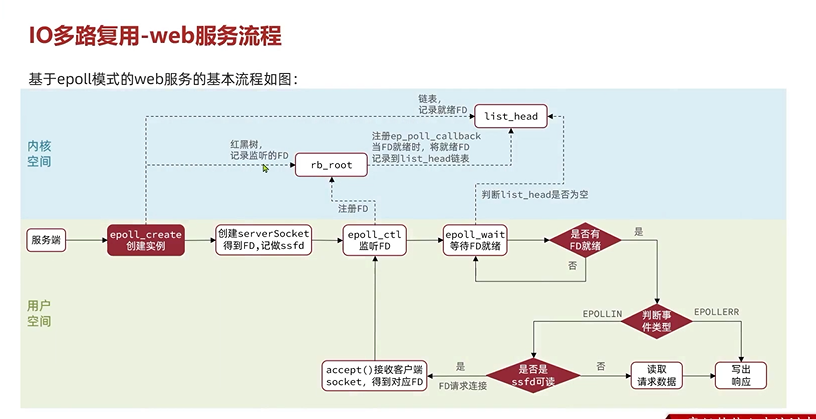 IO多路复用-web服务流程
基于epoll模式的web服务的基本流程如图：
内核
空间
链表，
记录就绪FD
list_head
红黑树，
记录监听的FD
rb_root
注册ep_poll_callback
当FD就绪时，将就绪FD
记录到list_head链表
判断list_head是否为空
注册FD
服务端
epoll_create
创建实例
创建serverSocket
得到FD,记做ssfd
epoll_ctl
监听FD
epoll_wait
等待FD就绪
是否有
FD就绪
是
否
用户
空间
EPOLLIN
判断事
件类型
EPOLLERR
accept()接收客户端
socket，得到对应FD
是
FD请求连接
是否是
ssfd可读
否
读取
请求数据
写出
响应